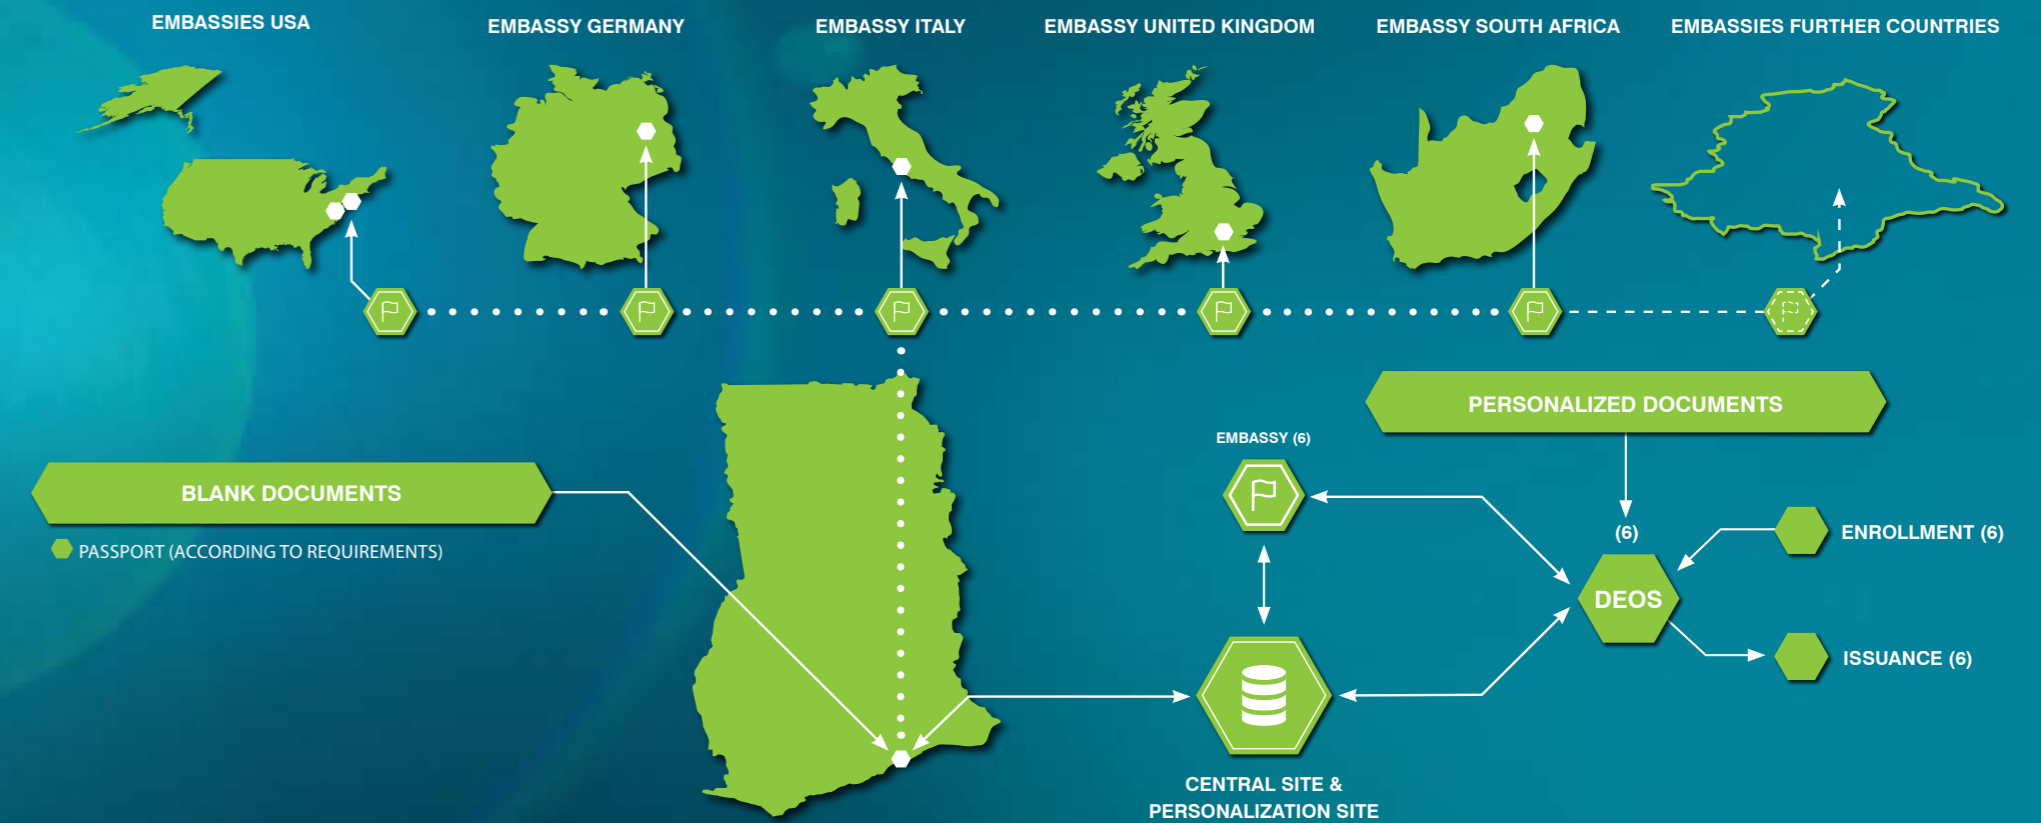 EMBASSIES USA
EMBASSY GERMANY
EMBASSY ITALY
EMBASSY UNITED KINGDOM
EMBASSY SOUTH AFRICA
EMBASSIES FURTHER COUNTRIES
PERSONALIZED DOCUMENTS
EMBASSY (6)
BLANK DOCUMENTS
PASSPORT (ACCORDING TO REQUIREMENTS)
(6)
ENROLLMENT (6)
DEOS
ISSUANCE (6)
CENTRAL SITE &
PERSONALIZATION SITE